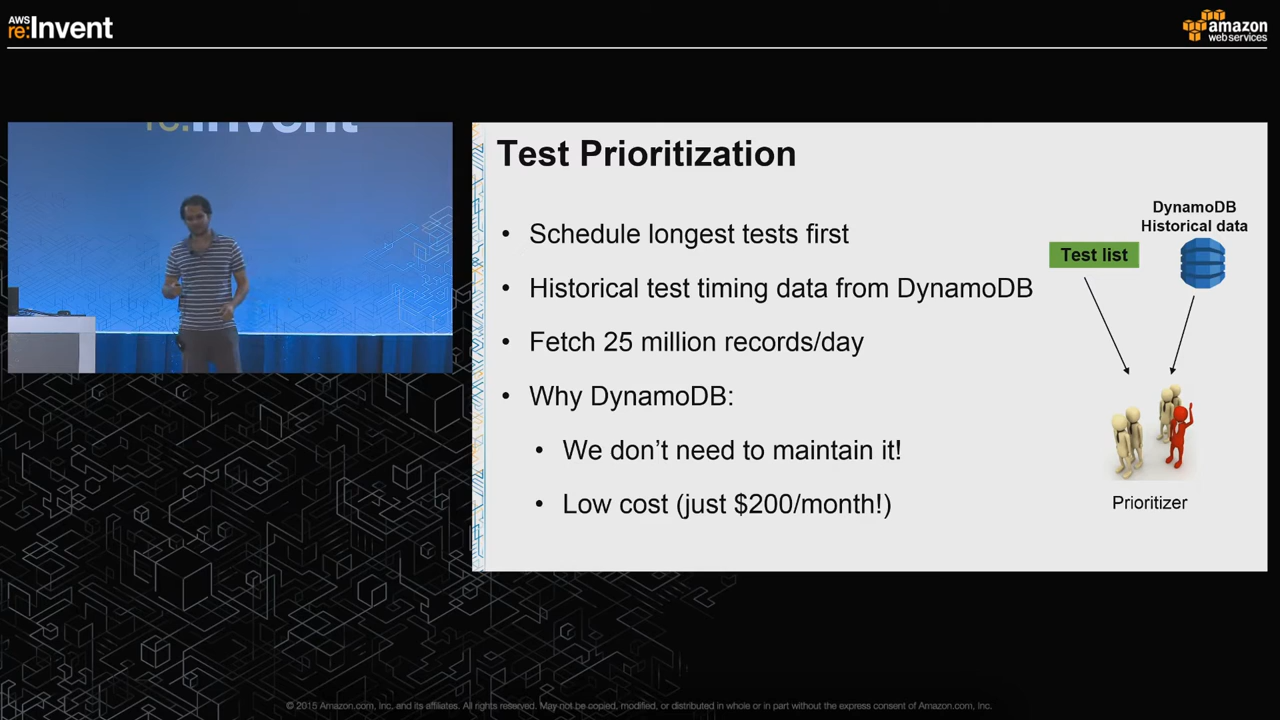 AWS
re:Invent
amazon
web services
re:Invent
Test Prioritization
• Schedule longest tests first
• Historical test timing data from DynamoDB
• Fetch 25 million records/day
• Why DynamoDB:
• We don’t need to maintain it!
• Low cost (just $200/month!)
DynamoDB
Historical data
Test list
Prioritizer
© 2015 Amazon.com, Inc. and its affiliates. All rights reserved. May not be copied, modified, or distributed in whole or in part without the express consent of Amazon.com, Inc.